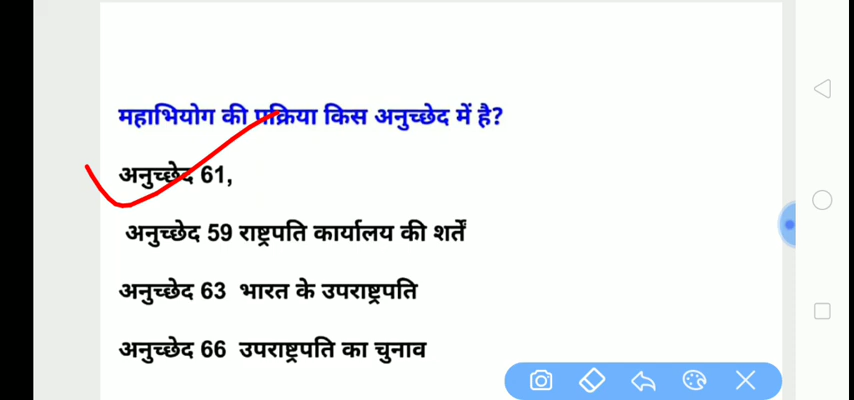 महाभियोग की प्रक्रिया किस अनुच्छेद में है?
अनुच्छेद 61,
अनुच्छेद 59 राष्ट्रपति कार्यालय की शर्तें
अनुच्छेद 63 भारत के उपराष्ट्रपति
अनुच्छेद 66 उपराष्ट्रपति का चुनाव